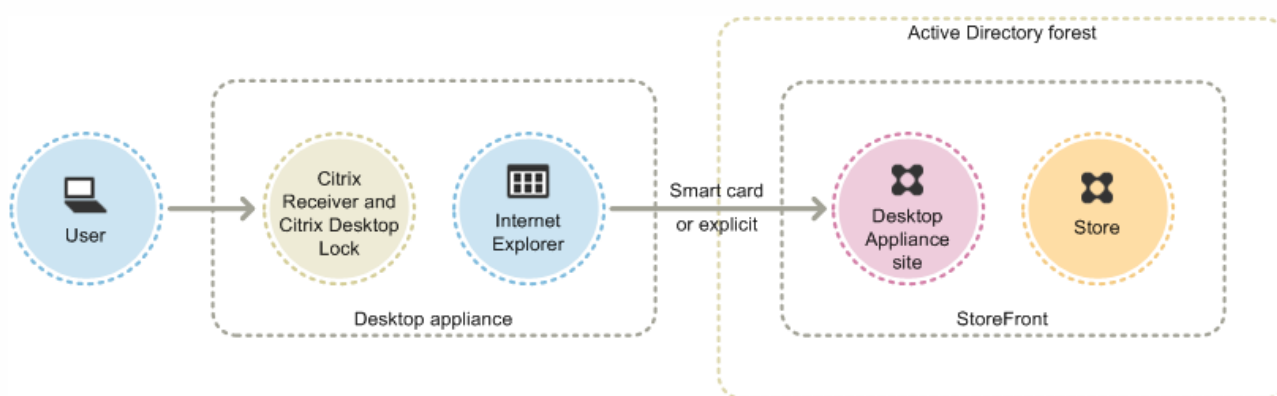 Active Directory forest
User
Citrix
Receiver and
Citrix Desktop
Lock
Internet
Explorer
Desktop appliance
Smart card
or explicit
Desktop
Appliance
site
Store
StoreFront